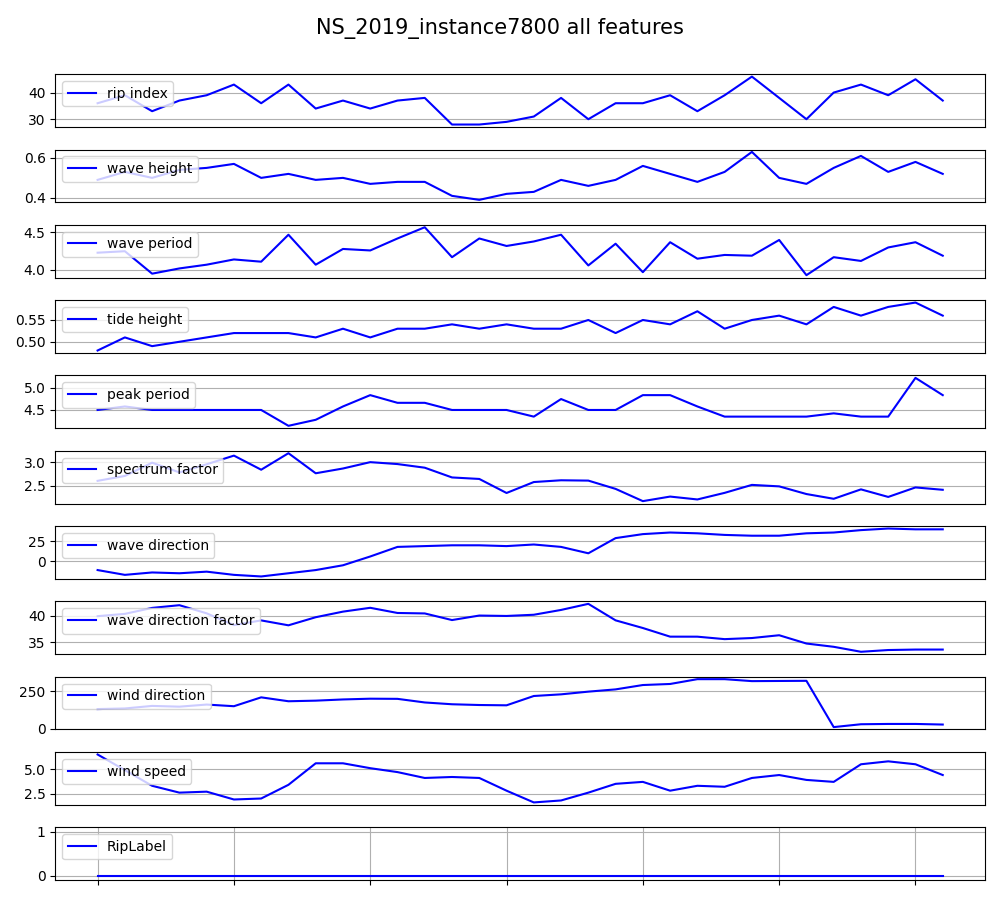 NS_2019_instance7800 all features
40
30
rip index
0.6
0.4
wave height
4.5
4.0
wave period
0.55
0.50
tide height
5.0
4.5
peak period
3.0
2.5
spectrum factor
25
0
wave direction
40
35
wave direction factor
250
0
wind direction
5.0
2.5
wind speed
1
0
RipLabel